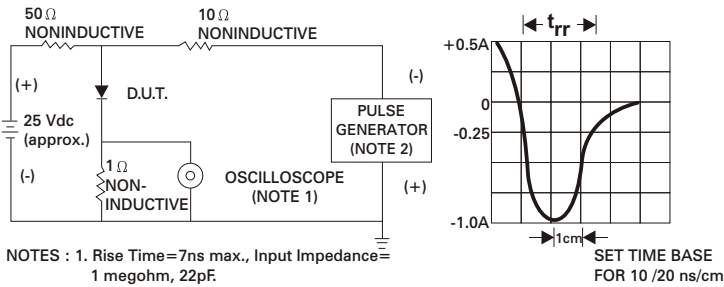 50 Ω
NONINDUCTIVE
10 Ω
NONINDUCTIVE
(+)
25 Vdc
(approx.)
(-)
D.U.T.
1 Ω
NON-
INDUCTIVE
OSCILLOSCOPE
(NOTE 1)
(-)
PULSE
GENERATOR
(NOTE 2)
(+)
trr
+0.5A
0
-0.25
-1.0A
1cm
SET TIME BASE
FOR 10 /20 ns/cm
NOTES : 1. Rise Time=7ns max., Input Impedance=
1 megohm, 22pF.